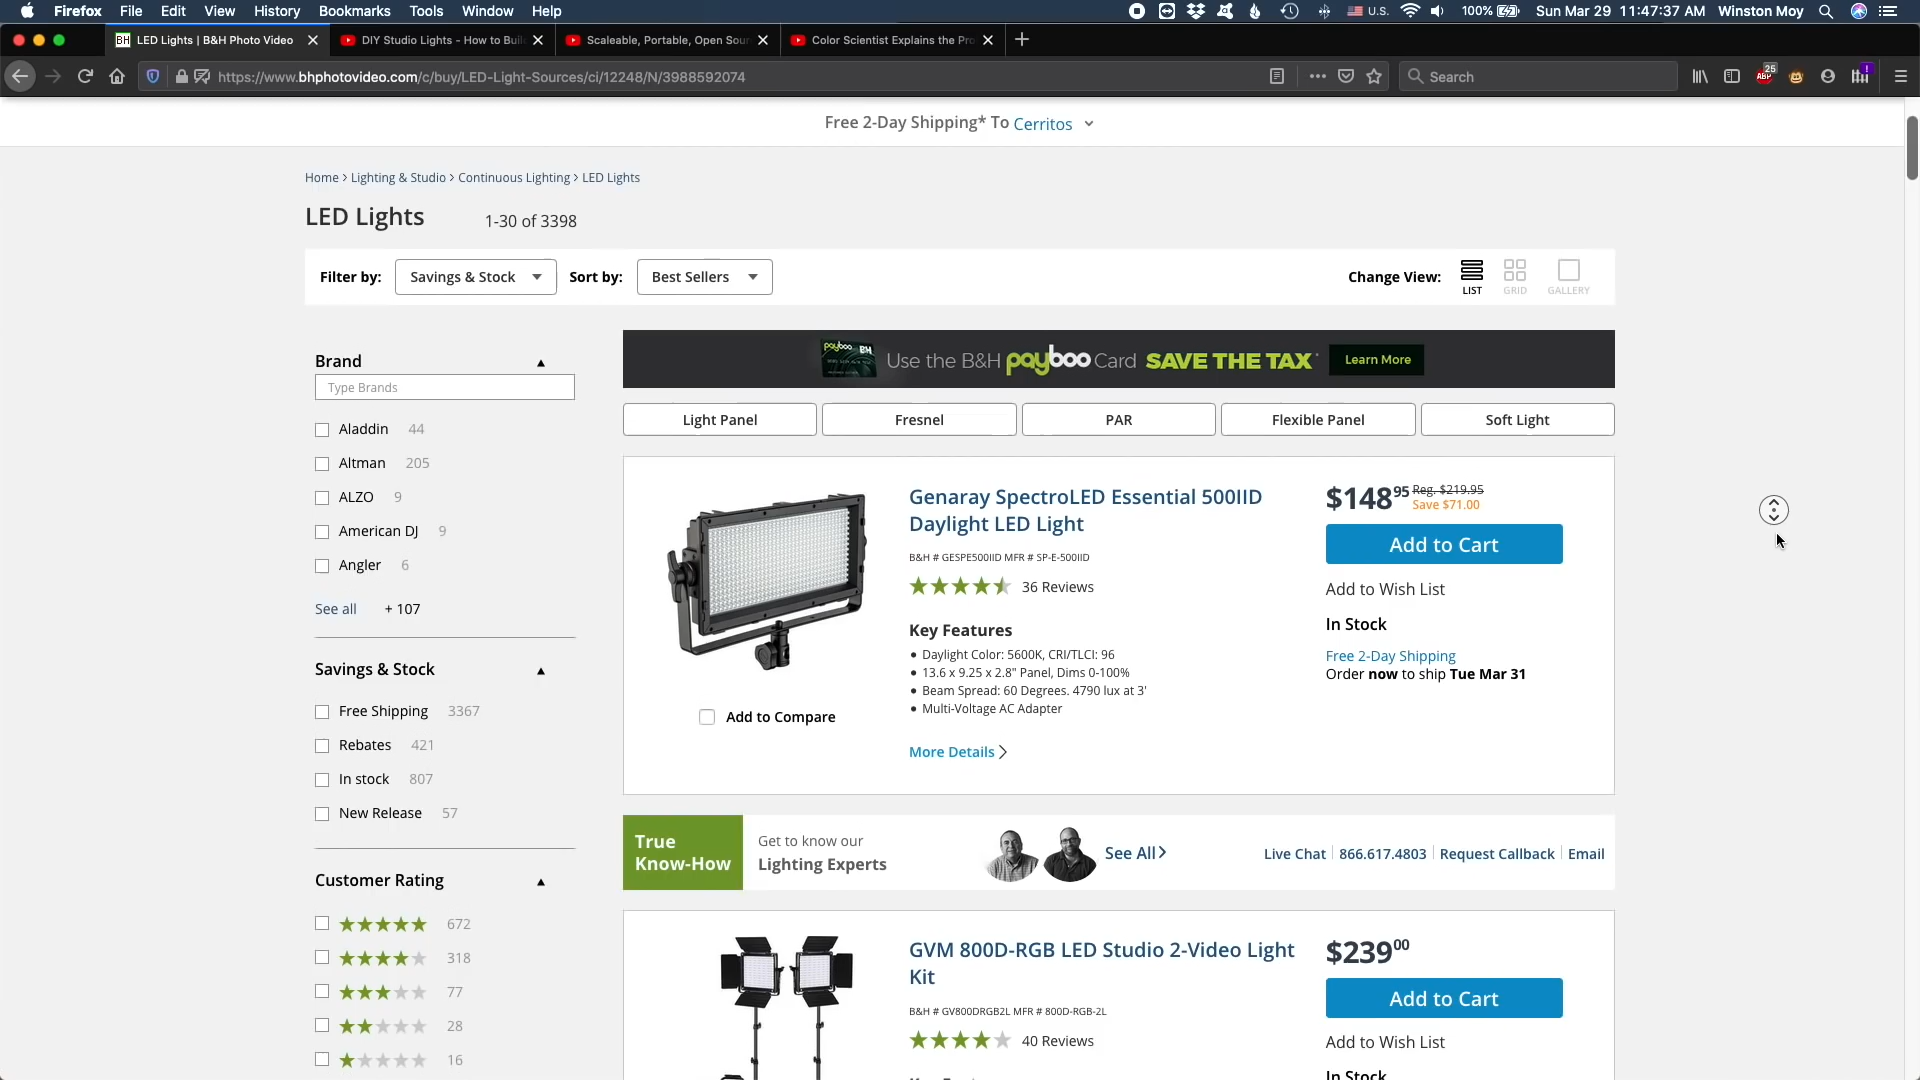 Firefox File Edit View History Bookmarks Tools Window Help U.S. 100% Sun Mar 29 11:47:37 AM Winston Moy
BH LED Lights | B&H Photo Video DIY Studio Lights - How to Buil Scaleable, Portable, Open Sour Color Scientist Explains the Pro
https://www.bhphotovideo.com/c/buy/LED-Light-Sources/ci/12248/N/3988592074 Search ABP 25 !
Free 2-Day Shipping* To Cerritos
Home > Lighting & Studio > Continuous Lighting > LED Lights
LED Lights 1-30 of 3398
Filter by: Savings & Stock Sort by: Best Sellers Change View: LIST GRID GALLERY
Brand
Type Brands
Aladdin 44
Altman 205
ALZO 9
American DJ 9
Angler 6
See all + 107
Savings & Stock
Free Shipping 3367
Rebates 421
In stock 807
New Release 57
Customer Rating
672
318
77
28
16
payboo BH Use the B&H payboo Card SAVE THE TAX* Learn More
Light Panel Fresnel PAR Flexible Panel Soft Light
Genaray SpectroLED Essential 500IID
Daylight LED Light
B&H # GESPE500IID MFR # SP-E-500IID
36 Reviews
Key Features
• Daylight Color: 5600K, CRI/TLCI: 96
• 13.6 x 9.25 x 2.8" Panel, Dims 0-100%
• Beam Spread: 60 Degrees. 4790 lux at 3'
• Multi-Voltage AC Adapter
Add to Compare
More Details >
$148 95 Reg. $219.95
Save $71.00
Add to Cart
Add to Wish List
In Stock
Free 2-Day Shipping
Order now to ship Tue Mar 31
True
Know-How
Get to know our
Lighting Experts
See All >
Live Chat | 866.617.4803 | Request Callback | Email
GVM 800D-RGB LED Studio 2-Video Light
Kit
B&H # GV800DRGB2L MFR # 800D-RGB-2L
40 Reviews
$239 00
Add to Cart
Add to Wish List
In Stock